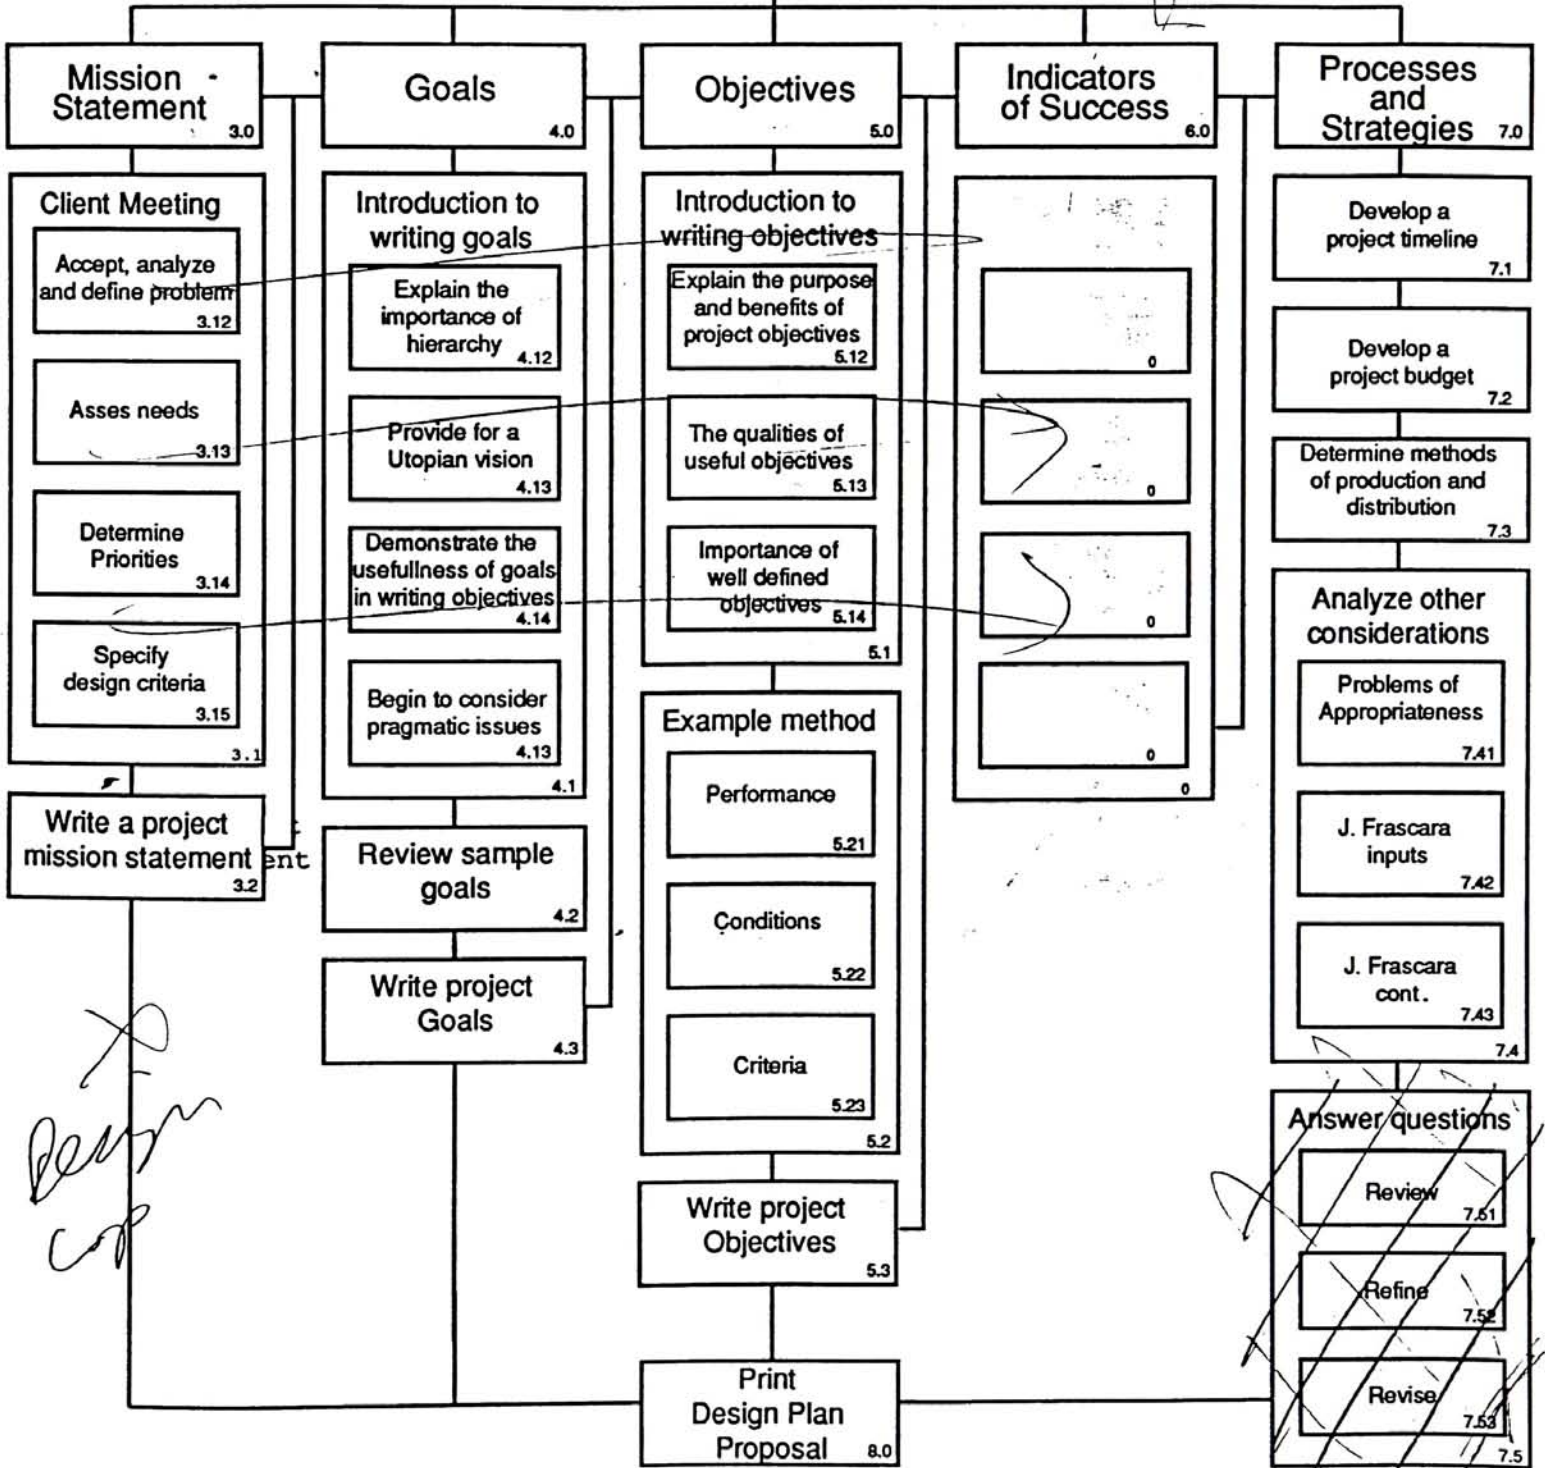 Mission
Statement
3.0
Client Meeting
Accept, analyze
and define problem
3.12
Asses needs
3.13
Determine
Priorities
3.14
Specify
design criteria
3.15
3.1
Write a project
mission statement
ent
3.2
Goals
4.0
Introduction to
writing goals
Explain the
importance of
hierarchy
4.12
Provide for a
Utopian vision
4.13
Demonstrate the
usefullness of goals
in writing objectives
4.14
Begin to consider
pragmatic issues
4.13
4.1
Review sample
goals
4.2
Write project
Goals
4.3
Objectives
5.0
Introduction to
writing objectives
Explain the purpose
and benefits of
project objectives
5.12
The qualities of
useful objectives
5.13
Importance of
well defined
objectives
5.14
5.1
Example method
Performance
5.21
Conditions
5.22
Criteria
5.23
5.2
Write project
Objectives
5.3
Print
Design Plan
Proposal
8.0
Indicators
of Success
6.0
0
0
0
0
0
Processes
and
Strategies
7.0
Develop a
project timeline
7.1
Develop a
project budget
7.2
Determine methods
of production and
distribution
7.3
Analyze other
considerations
Problems of
Appropriateness
7.41
J. Frascara
inputs
7.42
J. Frascara
cont.
7.43
7.4
Answer questions
Review
7.51
Refine
7.52
Revise
7.53
7.5
Design